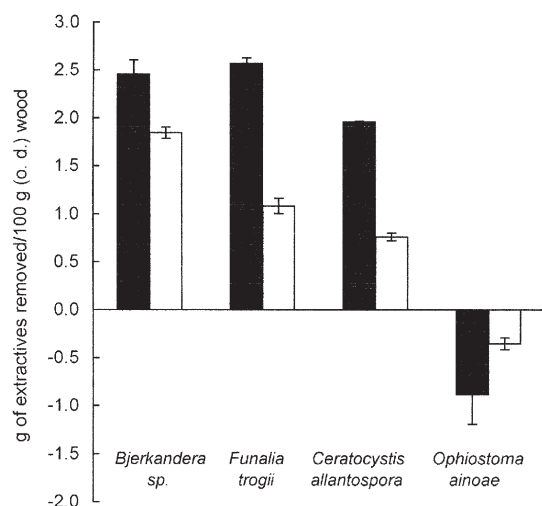 g of extractives removed/100 g (o. d.) wood
3.0
2.5
2.0
1.5
1.0
0.5
0.0
-0.5
-1.0
-1.5
-2.0
Bjerkandera sp.
Funalia trogii
Ceratocystis allantospora
Ophiostoma ainoae